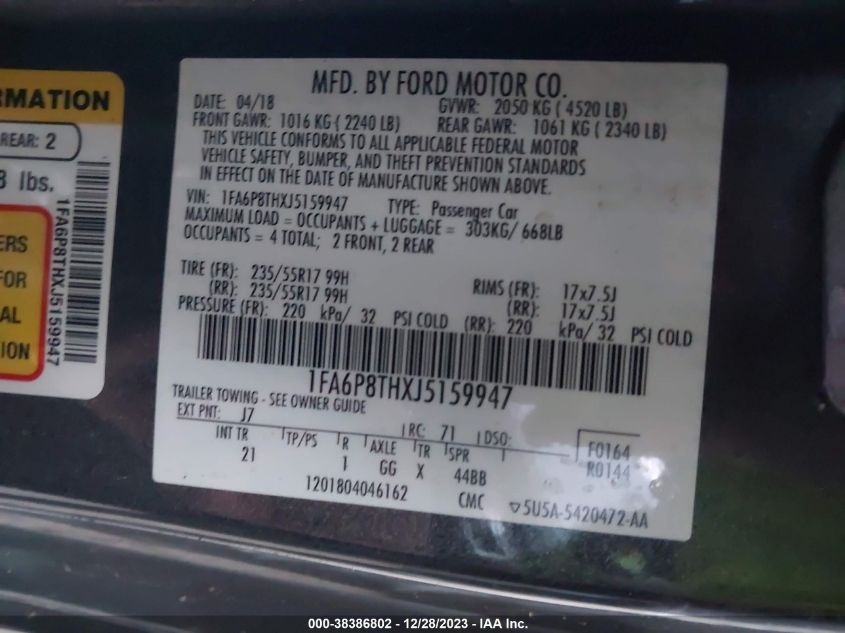 RMATION
REAR: 2
8 lbs.
ERS
FOR
AL
ION
1FA6P8THXJ5159947
MFD. BY FORD MOTOR CO.
DATE: 04/18 GVWR: 2050 KG ( 4520 LB)
FRONT GAWR: 1016 KG ( 2240 LB) REAR GAWR: 1061 KG ( 2340 LB)
THIS VEHICLE CONFORMS TO ALL APPLICABLE FEDERAL MOTOR
VEHICLE SAFETY, BUMPER, AND THEFT PREVENTION STANDARDS
IN EFFECT ON THE DATE OF MANUFACTURE SHOWN ABOVE.
VIN: 1FA6P8THXJ5159947 TYPE: Passenger Car
MAXIMUM LOAD = OCCUPANTS + LUGGAGE = 303KG/ 668LB
OCCUPANTS = 4 TOTAL; 2 FRONT, 2 REAR
TIRE (FR): 235/55R17 99H RIMS (FR): 17x7.5J
(RR): 235/55R17 99H (RR): 17x7.5J
PRESSURE (FR): 220 kPa/ 32 PSI COLD (RR): 220 kPa/ 32 PSI COLD
1FA6P8THXJ5159947
TRAILER TOWING - SEE OWNER GUIDE
EXT PNT: J7 RC: 71 DSO: F0164
INT TR TP/PS R AXLE TR SPR R0144
21 1 GG X 44BB
1201804046162 CMC ▽5U5A-5420472-AA
000-38386802 - 12/28/2023 - IAA Inc.